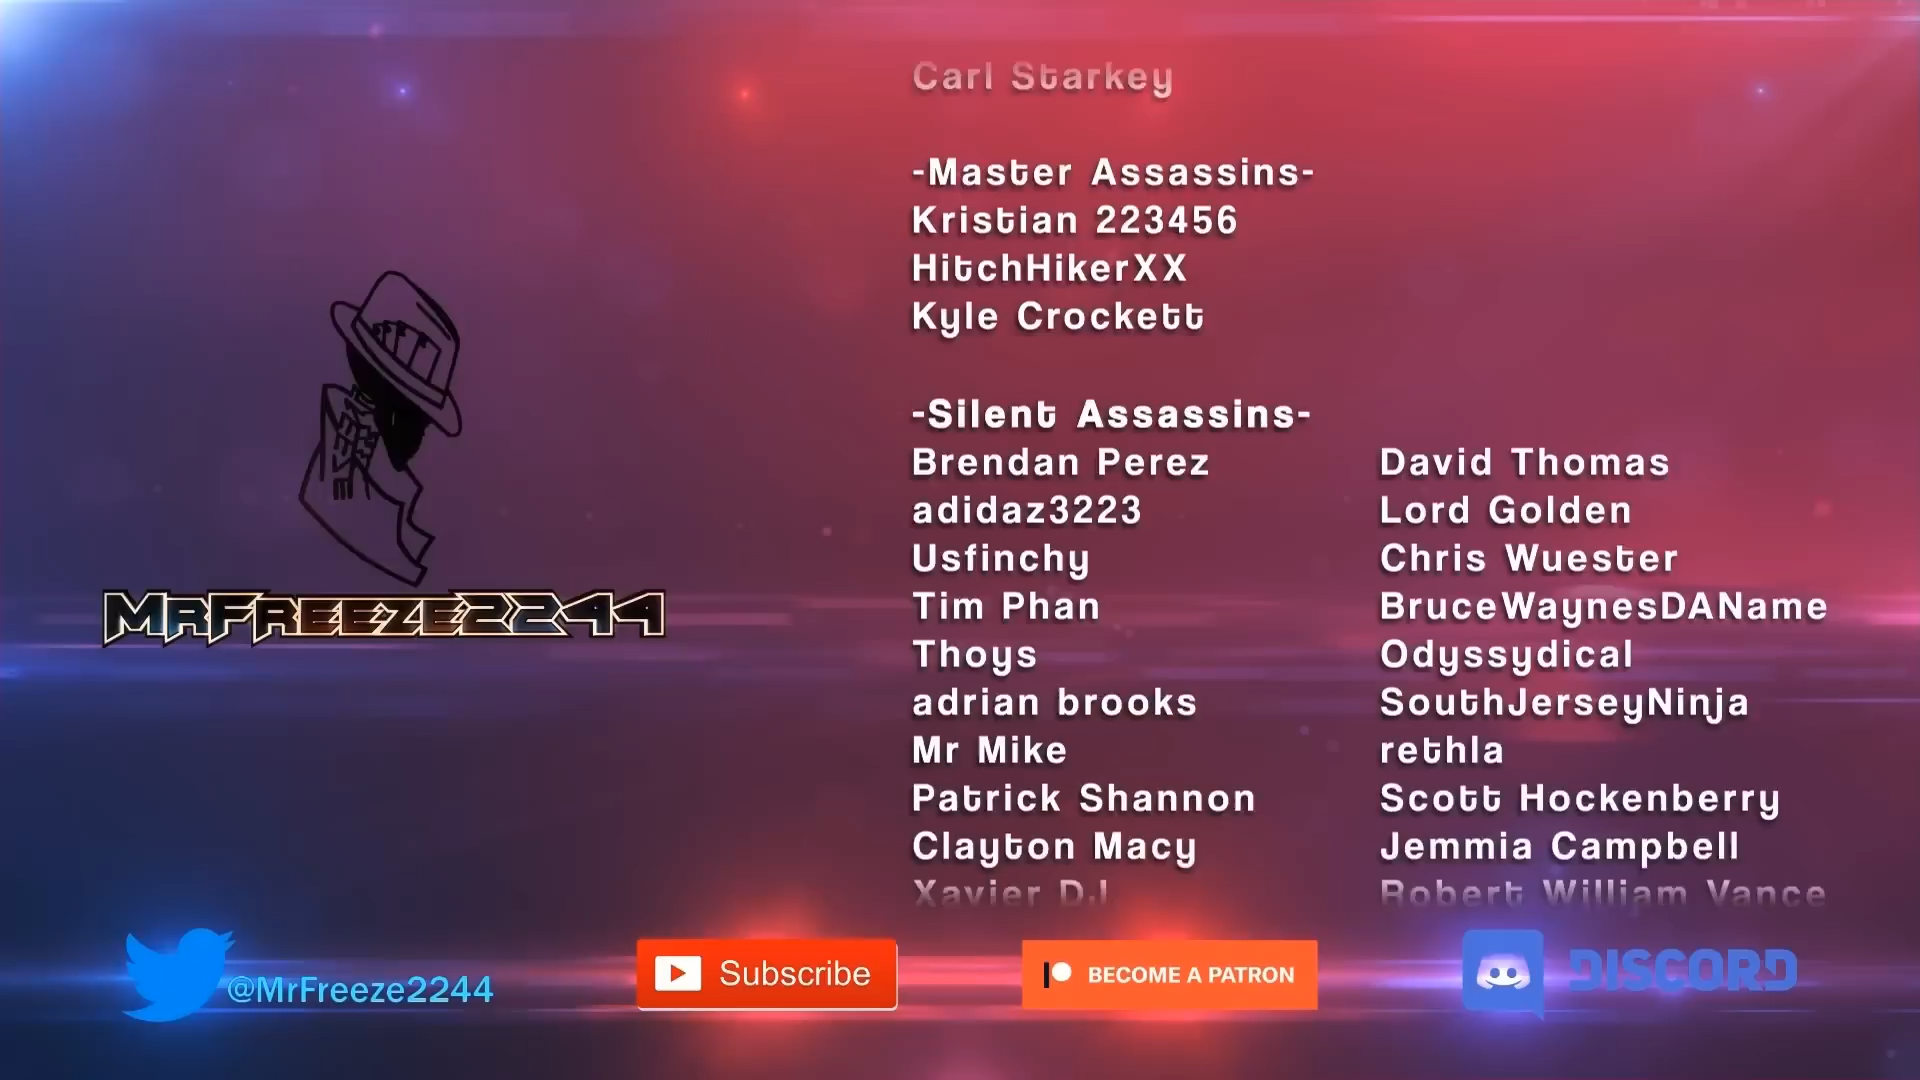 Carl Starkey
-Master Assassins-
Kristian 223456
HitchHikerXX
Kyle Crockett
-Silent Assassins-
Brendan Perez
adidaz3223
Usfinchy
Tim Phan
Thoys
adrian brooks
Mr Mike
Patrick Shannon
Clayton Macy
Xavier DJ
David Thomas
Lord Golden
Chris Wuester
BruceWaynesDAName
Odyssydical
SouthJerseyNinja
rethla
Scott Hockenberry
Jemmia Campbell
Robert William Vance
MrFreeze2244
@MrFreeze2244
Subscribe
BECOME A PATRON
DISCORD